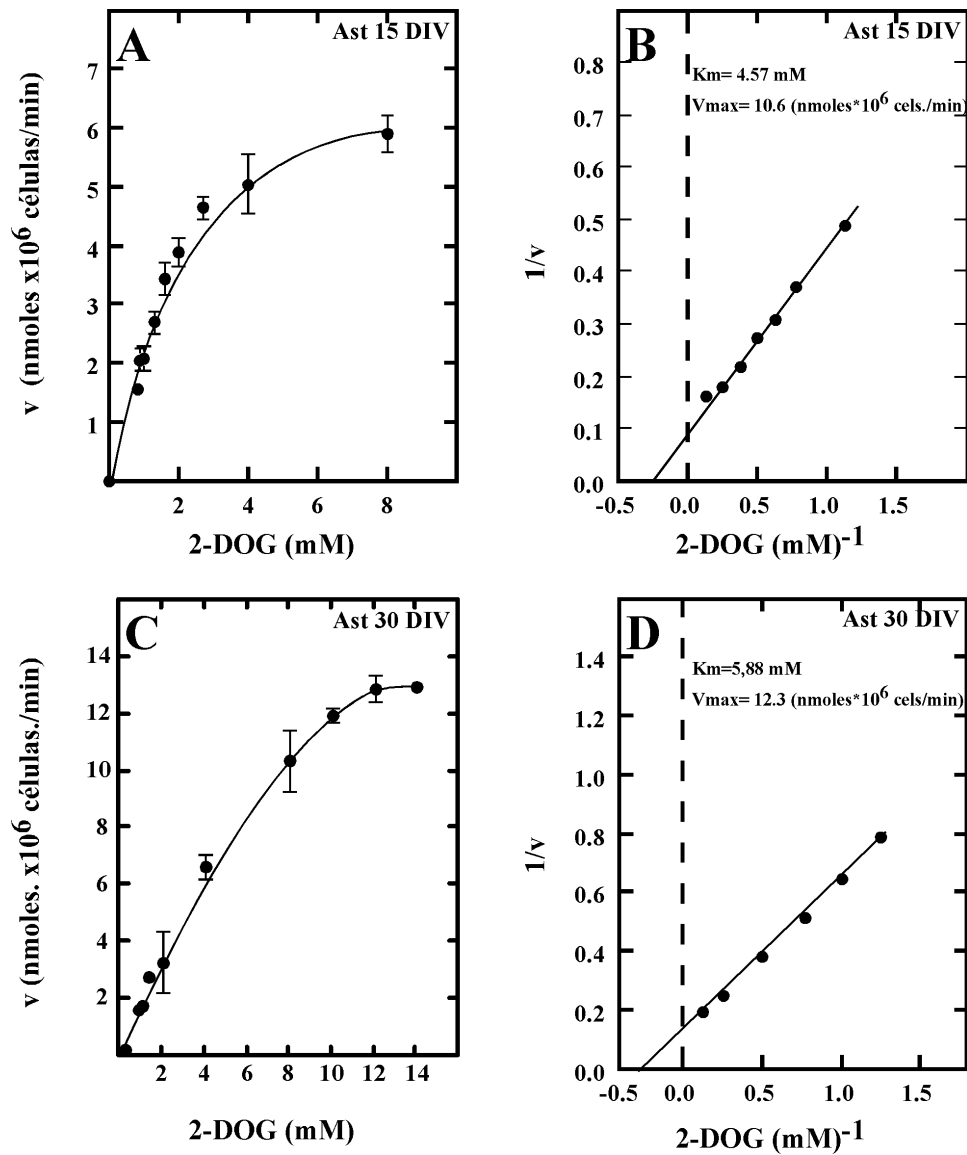 A
Ast 15 DIV
v (nmoles x10⁶ células/min)
7
6
5
4
3
2
1
2 4 6 8
2-DOG (mM)
B
Ast 15 DIV
Km= 4.57 mM
Vmax= 10.6 (nmoles*10⁶ cels./min)
1/v
0.8
0.7
0.6
0.5
0.4
0.3
0.2
0.1
0.0
-0.5 0.0 0.5 1.0 1.5
2-DOG (mM)⁻¹
C
Ast 30 DIV
v (nmoles. x10⁶ células./min)
14
12
10
8
6
4
2
2 4 6 8 10 12 14
2-DOG (mM)
D
Ast 30 DIV
Km=5,88 mM
Vmax= 12.3 (nmoles*10⁶ cels/min)
1/v
1.4
1.2
1.0
0.8
0.6
0.4
0.2
0.0
-0.5 0.0 0.5 1.0 1.5
2-DOG (mM)⁻¹